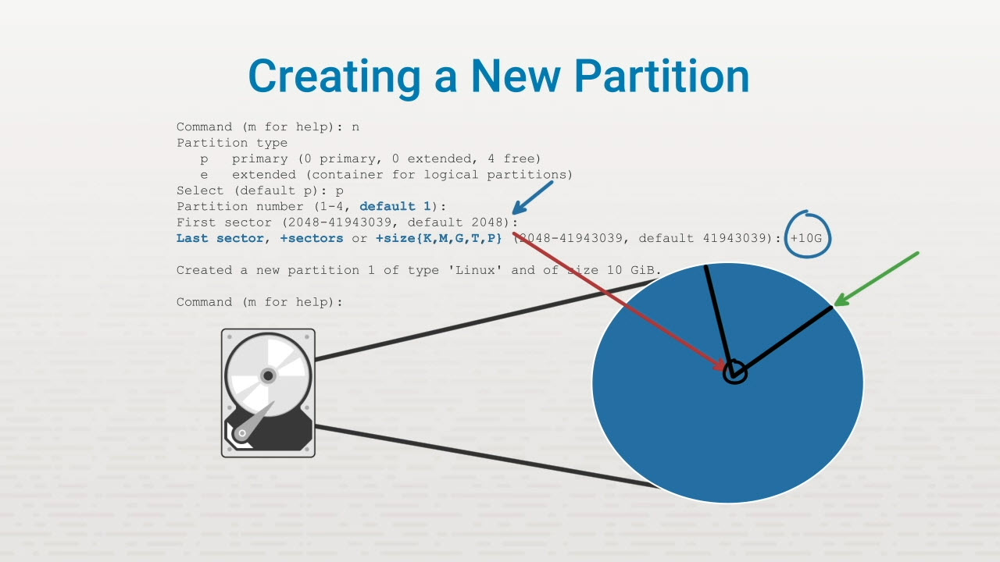 Creating a New Partition
Command (m for help): n
Partition type
   p   primary (0 primary, 0 extended, 4 free)
   e   extended (container for logical partitions)
Select (default p): p
Partition number (1-4, default 1):
First sector (2048-41943039, default 2048):
Last sector, +sectors or +size{K,M,G,T,P} (2048-41943039, default 41943039): +10G
Created a new partition 1 of type 'Linux' and of size 10 GiB.
Command (m for help):